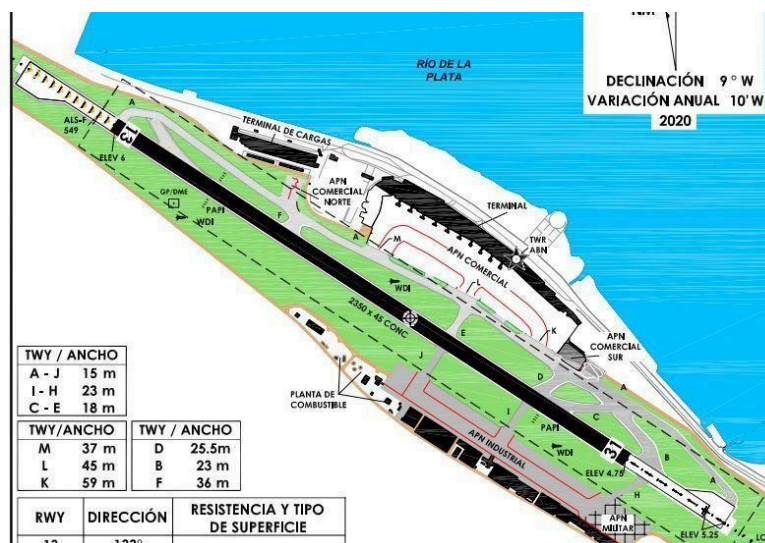 NM
DECLINACIÓN 9° W
VARIACIÓN ANUAL 10' W
2020
RÍO DE LA
PLATA
A
ALS-F
549
13
ELEV 6
TERMINAL DE CARGAS
APN
COMERCIAL
NORTE
TERMINAL
GP/DME
PAPI
WDI
F
A
M
APN COMERCIAL
TWR
ABN
WDI
L
K
2350 x 45 CONC
E
J
APN
COMERCIAL
SUR
D
A
C
I
PAPI
WDI
31
B
A
ELEV 4.75
H
PLANTA DE
COMBUSTIBLE
APN INDUSTRIAL
APN
MILITAR
ELEV 5.25
TWY / ANCHO
A - J 15 m
I - H 23 m
C - E 18 m
TWY/ANCHO
M 37 m
L 45 m
K 59 m
TWY / ANCHO
D 25.5m
B 23 m
F 36 m
RWY DIRECCIÓN RESISTENCIA Y TIPO
DE SUPERFICIE